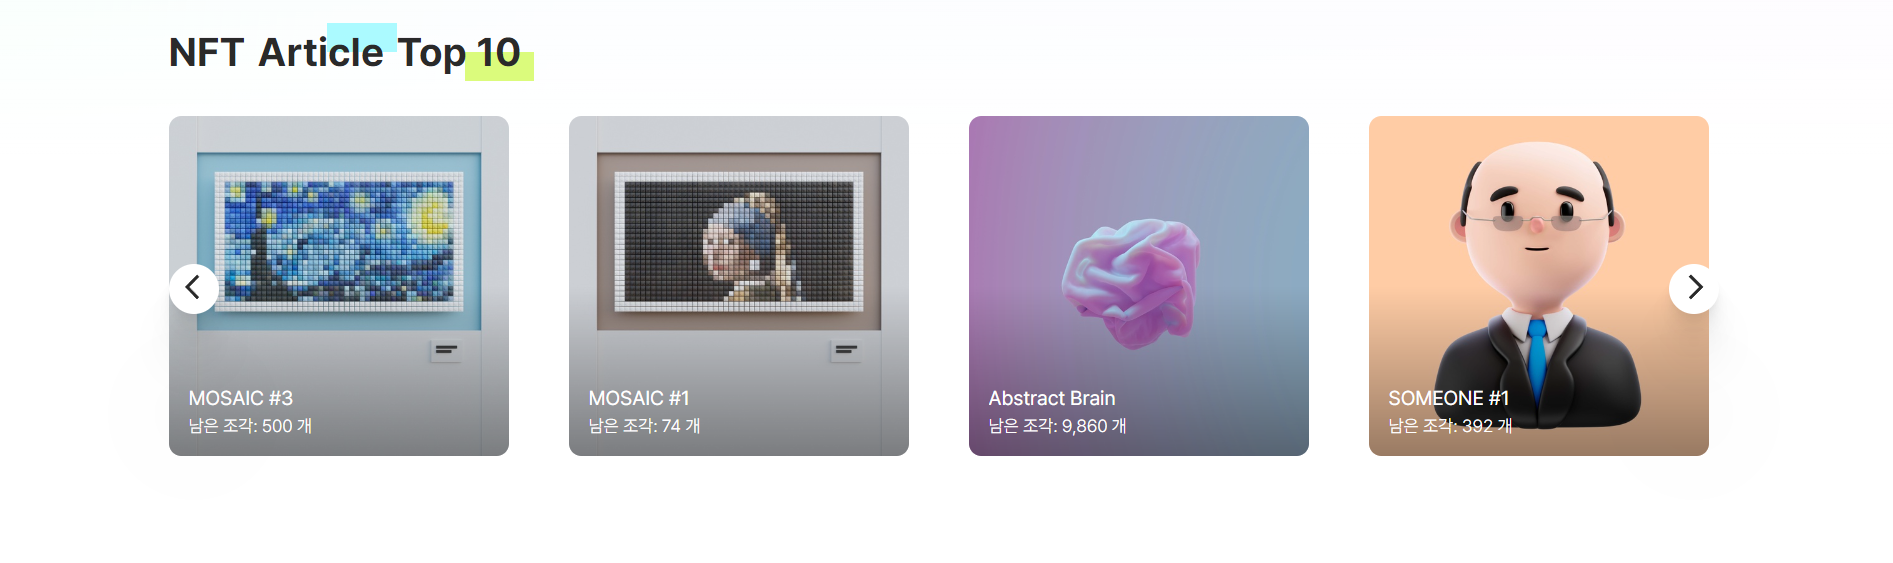 NFT Article Top 10
MOSAIC #3
남은 조각: 500 개
MOSAIC #1
남은 조각: 74 개
Abstract Brain
남은 조각: 9,860 개
SOMEONE #1
남은 조각: 392 개